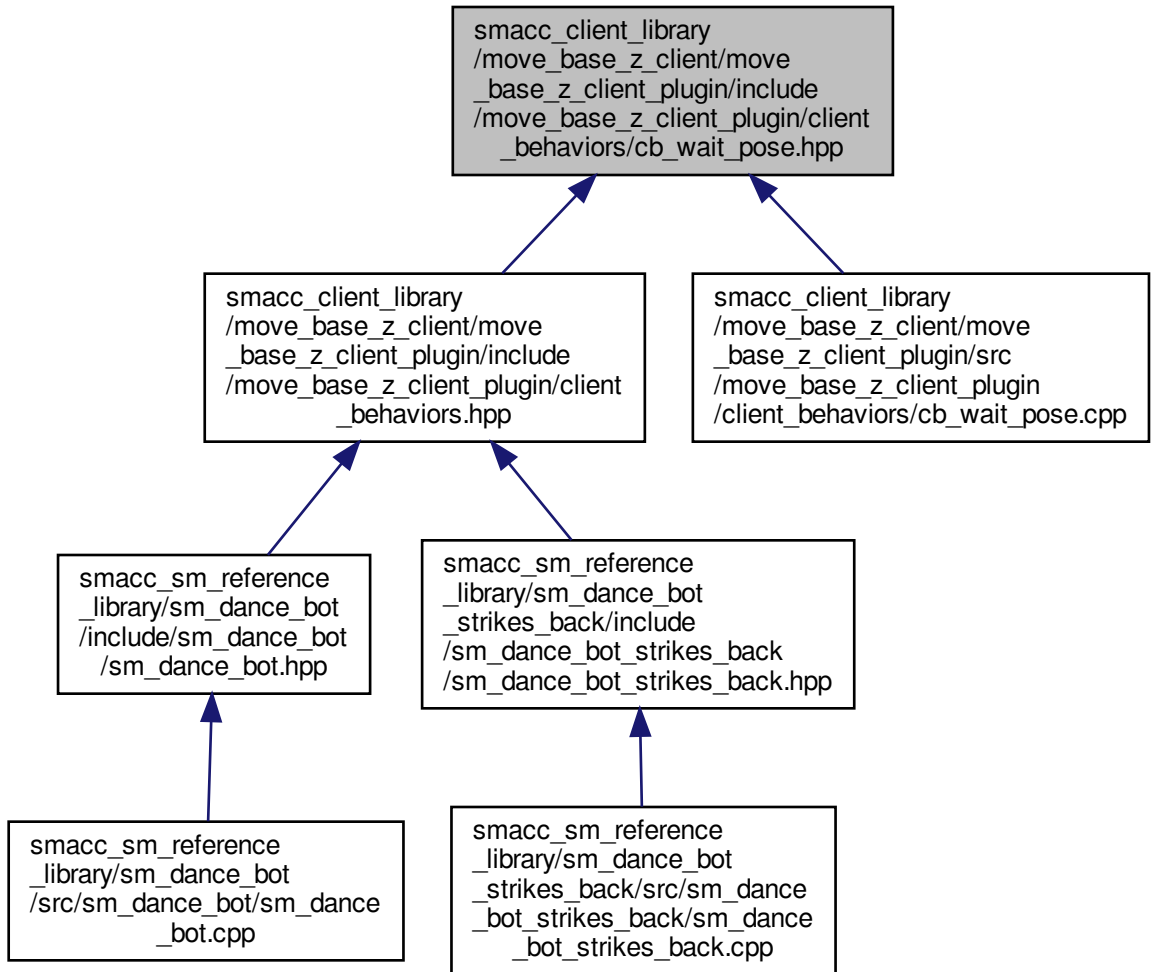 smacc_client_library
/move_base_z_client/move
_base_z_client_plugin/include
/move_base_z_client_plugin/client
_behaviors/cb_wait_pose.hpp
smacc_client_library
/move_base_z_client/move
_base_z_client_plugin/include
/move_base_z_client_plugin/client
_behaviors.hpp
smacc_client_library
/move_base_z_client/move
_base_z_client_plugin/src
/move_base_z_client_plugin
/client_behaviors/cb_wait_pose.cpp
smacc_sm_reference
_library/sm_dance_bot
/include/sm_dance_bot
/sm_dance_bot.hpp
smacc_sm_reference
_library/sm_dance_bot
_strikes_back/include
/sm_dance_bot_strikes_back
/sm_dance_bot_strikes_back.hpp
smacc_sm_reference
_library/sm_dance_bot
/src/sm_dance_bot/sm_dance
_bot.cpp
smacc_sm_reference
_library/sm_dance_bot
_strikes_back/src/sm_dance
_bot_strikes_back/sm_dance
_bot_strikes_back.cpp